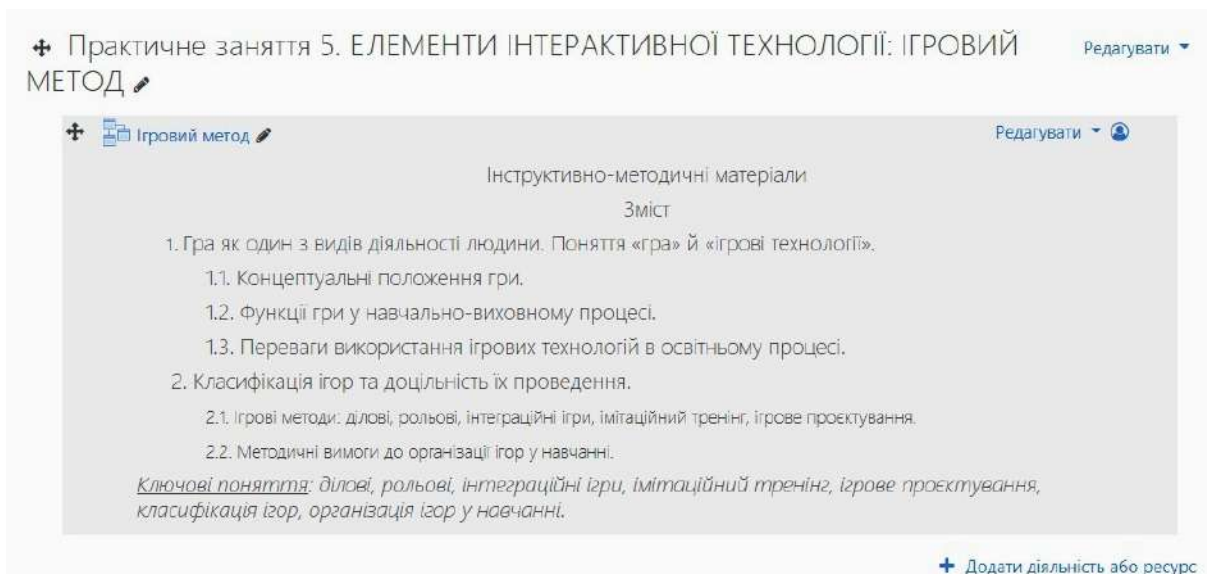 Практичне заняття 5. ЕЛЕМЕНТИ ІНТЕРАКТИВНОЇ ТЕХНОЛОГІЇ: ІГРОВИЙ
МЕТОД
Редагувати
Ігровий метод
Редагувати
Інструктивно-методичні матеріали
Зміст
1. Гра як один з видів діяльності людини. Поняття «гра» й «ігрові технології».
1.1. Концептуальні положення гри.
1.2. Функції гри у навчально-виховному процесі.
1.3. Переваги використання ігрових технологій в освітньому процесі.
2. Класифікація ігор та доцільність їх проведення.
2.1. Ігрові методи: ділові, рольові, інтеграційні ігри, імітаційний тренінг, ігрове проєктування.
2.2. Методичні вимоги до організації ігор у навчанні.
Ключові поняття: ділові, рольові, інтеграційні ігри, імітаційний тренінг, ігрове проєктування,
класифікація ігор, організація ігор у навчанні.
Додати діяльність або ресурс